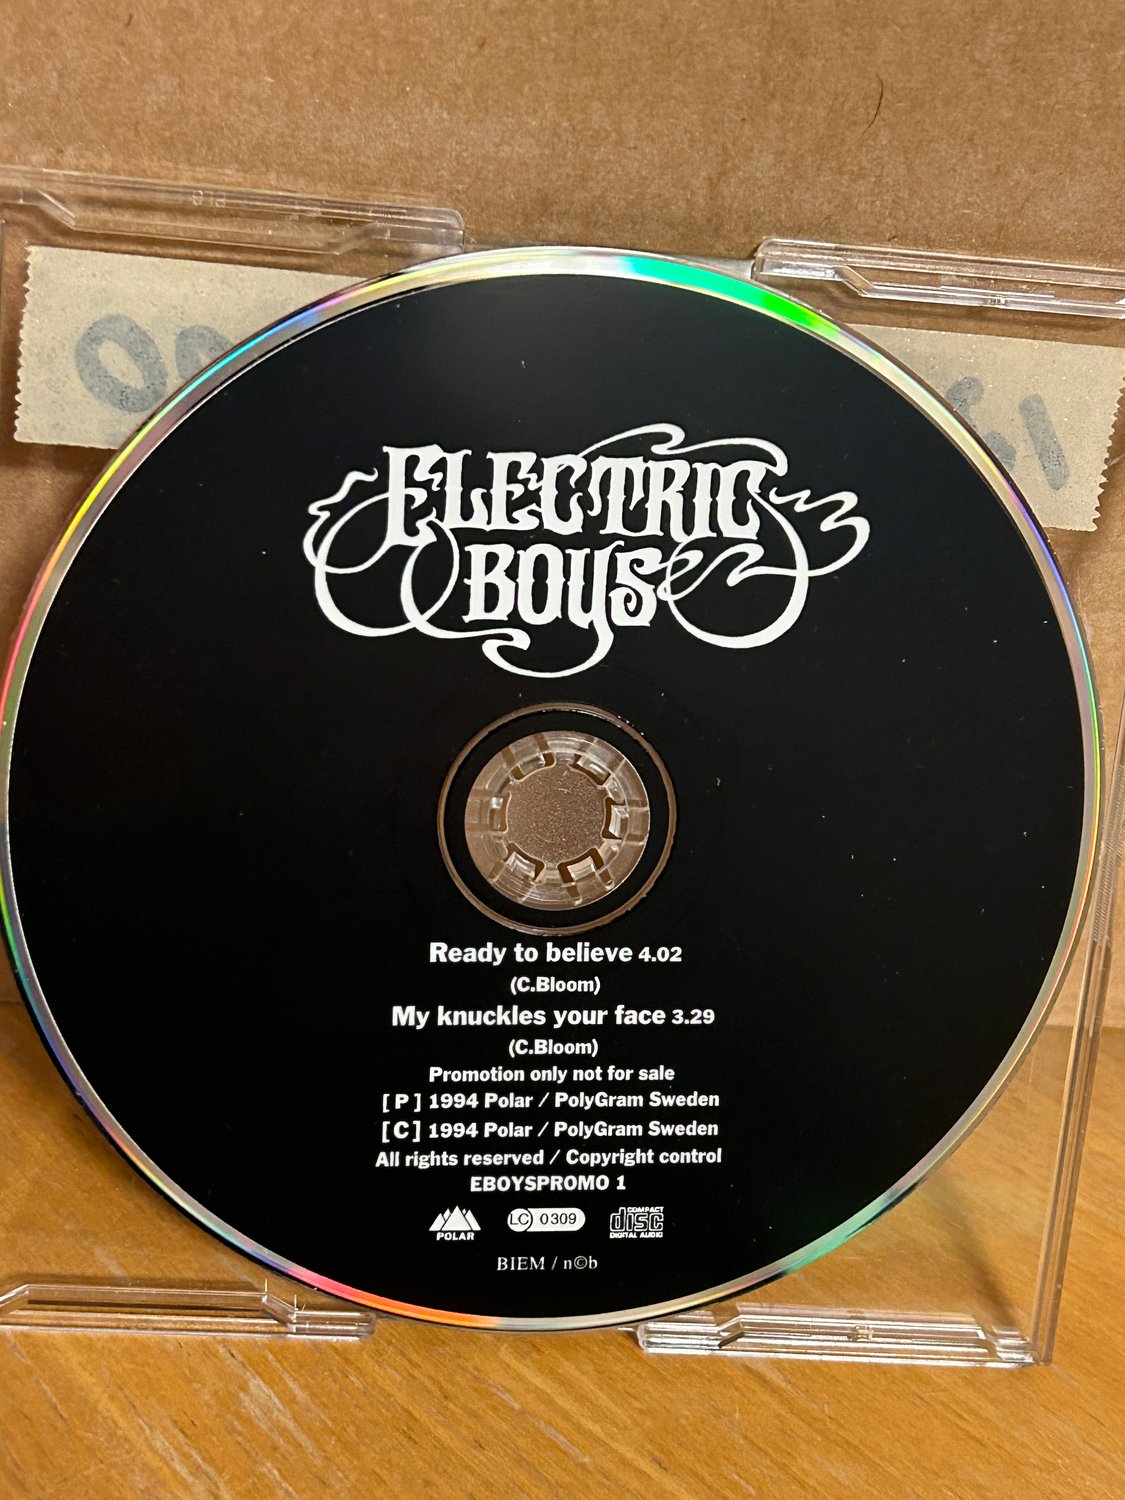 ELECTRIC
BOYS
Ready to believe 4.02
(C.Bloom)
My knuckles your face 3.29
(C.Bloom)
Promotion only not for sale
[ P ] 1994 Polar / PolyGram Sweden
[ C ] 1994 Polar / PolyGram Sweden
All rights reserved / Copyright control
EBOYSPROMO 1
POLAR
LC 0309
COMPACT
disc
DIGITAL AUDIO
BIEM / n©b